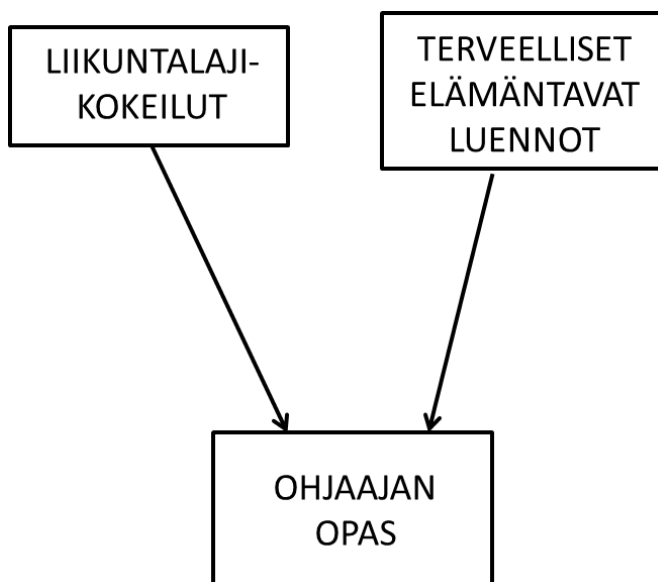 LIIKUNTALAJI-
KOKEILUT
TERVEELLISET
ELÄMÄNTAVAT
LUENNOT
OHJAAJAN
OPAS